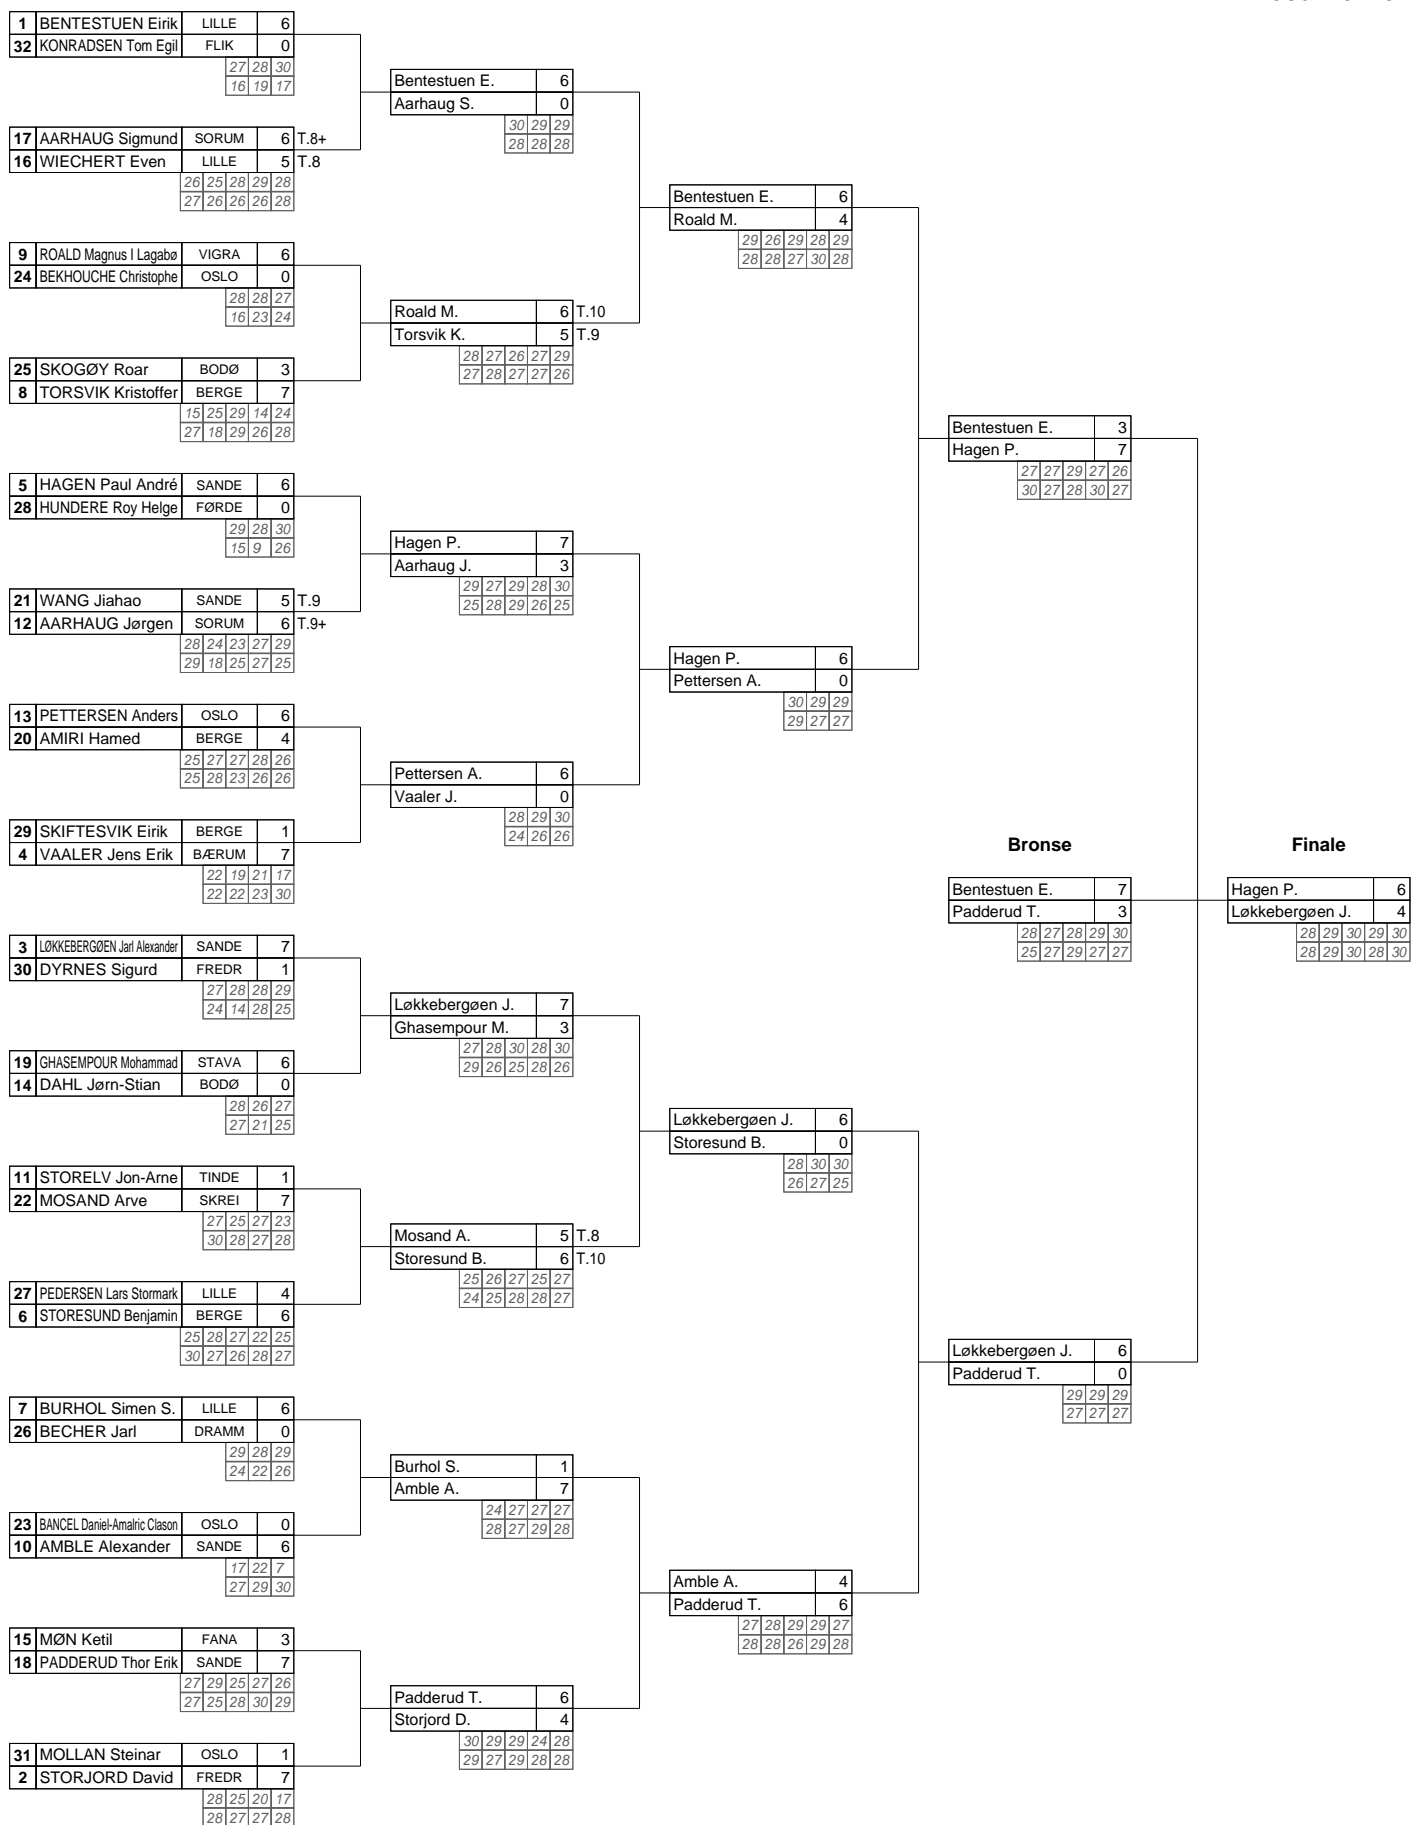 1 BENTESTUEN Eirik LILLE 6
32 KONRADSEN Tom Egil FLIK 0
27 28 30
16 19 17
17 AARHAUG Sigmund SORUM 6 T.8+
16 WIECHERT Even LILLE 5 T.8
26 25 28 29 28
27 26 26 26 28
9 ROALD Magnus I Lagabø VIGRA 6
24 BEKHOUCHE Christophe OSLO 0
28 28 27
16 23 24
25 SKOGØY Roar BODØ 3
8 TORSVIK Kristoffer BERGE 7
15 25 29 14 24
27 18 29 26 28
5 HAGEN Paul André SANDE 6
28 HUNDERE Roy Helge FØRDE 0
29 28 30
15 9 26
21 WANG Jiahao SANDE 5 T.9
12 AARHAUG Jørgen SORUM 6 T.9+
28 24 23 27 29
29 18 25 27 25
13 PETTERSEN Anders OSLO 6
20 AMIRI Hamed BERGE 4
25 27 27 28 26
25 28 23 26 26
29 SKIFTESVIK Eirik BERGE 1
4 VAALER Jens Erik BÆRUM 7
22 19 21 17
22 22 23 30
3 LØKKEBERGØEN Jarl Alexander SANDE 7
30 DYRNES Sigurd FREDR 1
27 28 28 29
24 14 28 25
19 GHASEMPOUR Mohammad STAVA 6
14 DAHL Jørn-Stian BODØ 0
28 26 27
27 21 25
11 STORELV Jon-Arne TINDE 1
22 MOSAND Arve SKREI 7
27 25 27 23
30 28 27 28
27 PEDERSEN Lars Stormark LILLE 4
6 STORESUND Benjamin BERGE 6
25 28 27 22 25
30 27 26 28 27
7 BURHOL Simen S. LILLE 6
26 BECHER Jarl DRAMM 0
29 28 29
24 22 26
23 BANCEL Daniel-Amalric Clason OSLO 0
10 AMBLE Alexander SANDE 6
17 22 7
27 29 30
15 MØN Ketil FANA 3
18 PADDERUD Thor Erik SANDE 7
27 29 25 27 26
27 25 28 30 29
31 MOLLAN Steinar OSLO 1
2 STORJORD David FREDR 7
28 25 20 17
28 27 27 28
Bentestuen E. 6
Aarhaug S. 0
30 29 29
28 28 28
Roald M. 6 T.10
Torsvik K. 5 T.9
28 27 26 27 29
27 28 27 27 26
Hagen P. 7
Aarhaug J. 3
29 27 29 28 30
25 28 29 26 25
Pettersen A. 6
Vaaler J. 0
28 29 30
24 26 26
Løkkebergøen J. 7
Ghasempour M. 3
27 28 30 28 30
29 26 25 28 26
Mosand A. 5 T.8
Storesund B. 6 T.10
25 26 27 25 27
24 25 28 28 27
Burhol S. 1
Amble A. 7
24 27 27 27
28 27 29 28
Padderud T. 6
Storjord D. 4
30 29 29 24 28
29 27 29 28 28
Bentestuen E. 6
Roald M. 4
29 26 29 28 29
28 28 27 30 28
Hagen P. 6
Pettersen A. 0
30 29 29
29 27 27
Løkkebergøen J. 6
Storesund B. 0
28 30 30
26 27 25
Amble A. 4
Padderud T. 6
27 28 29 29 27
28 28 26 29 28
Bentestuen E. 3
Hagen P. 7
27 27 29 27 26
30 27 28 30 27
Løkkebergøen J. 6
Padderud T. 0
29 29 29
27 27 27
Bronse
Bentestuen E. 7
Padderud T. 3
28 27 28 29 30
25 27 29 27 27
Finale
Hagen P. 6
Løkkebergøen J. 4
28 29 30 29 30
28 29 30 28 30